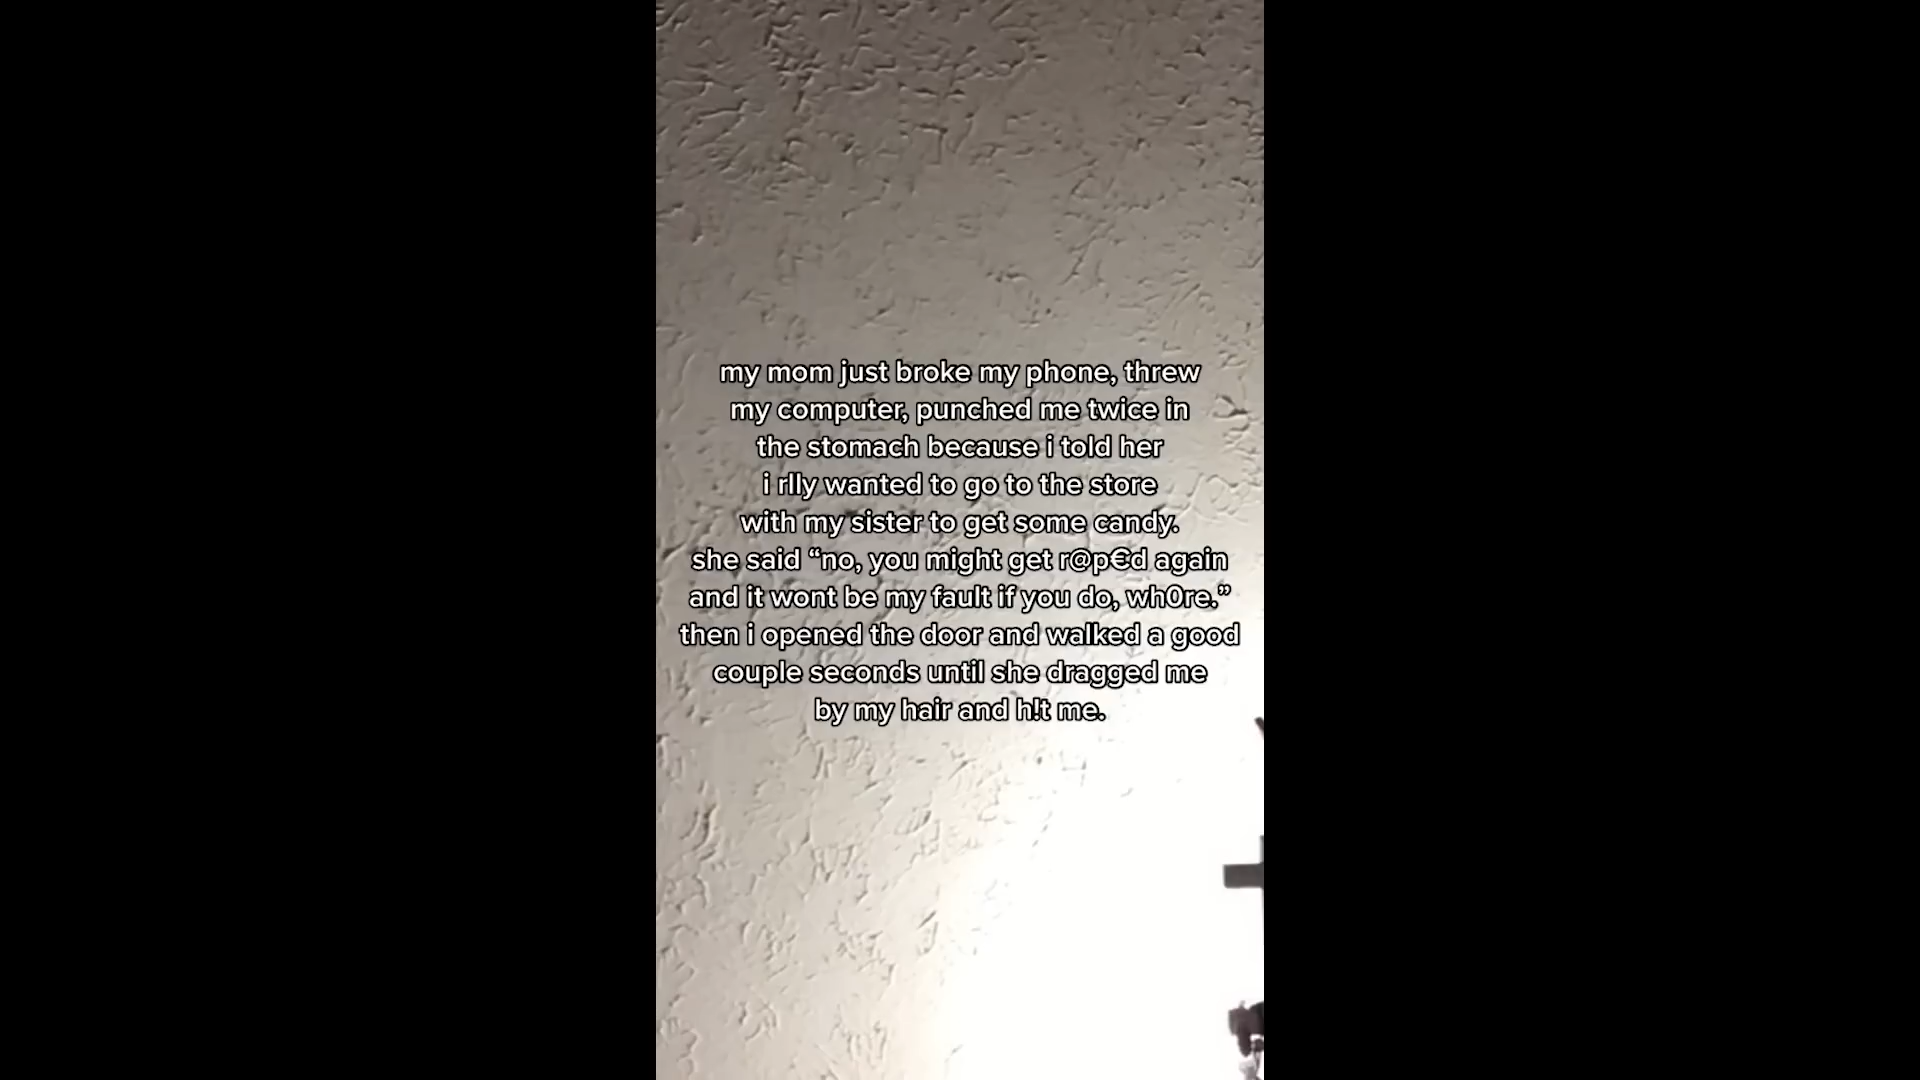 my mom just broke my phone, threw
my computer, punched me twice in
the stomach because i told her
i rlly wanted to go to the store
with my sister to get some candy.
she said “no, you might get r@p€d again
and it wont be my fault if you do, wh0re.”
then i opened the door and walked a good
couple seconds until she dragged me
by my hair and h!t me.